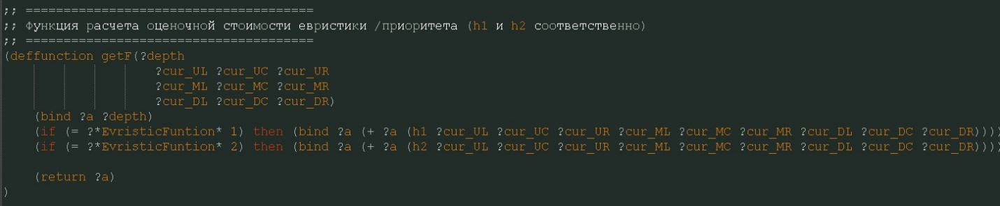 ;; ======================================
;; Функция расчета оценочной стоимости евристики /приоритета (h1 и h2 соответственно)
;; ======================================
(deffunction getF(?depth
?cur_UL ?cur_UC ?cur_UR
?cur_ML ?cur_MC ?cur_MR
?cur_DL ?cur_DC ?cur_DR)
(bind ?a ?depth)
(if (= ?*EvristicFuntion* 1) then (bind ?a (+ ?a (h1 ?cur_UL ?cur_UC ?cur_UR ?cur_ML ?cur_MC ?cur_MR ?cur_DL ?cur_DC ?cur_DR))))
(if (= ?*EvristicFuntion* 2) then (bind ?a (+ ?a (h2 ?cur_UL ?cur_UC ?cur_UR ?cur_ML ?cur_MC ?cur_MR ?cur_DL ?cur_DC ?cur_DR))))
(return ?a)
)